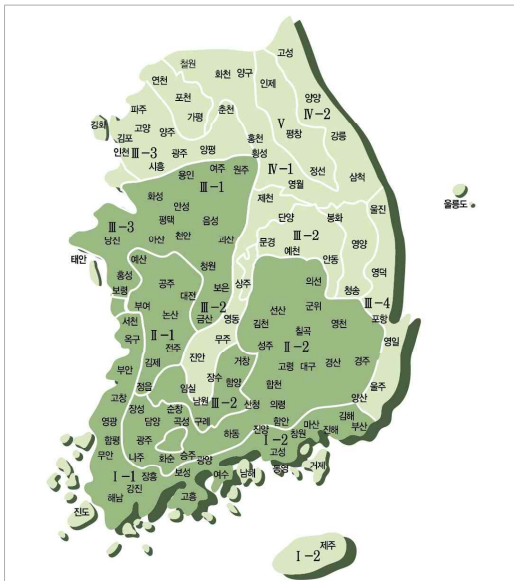 고성
철원
화천 양구
연천
인제
포천
양양
파주
춘천
Ⅳ-2
가평
Ⅴ
강화
고양
양주
평창
강릉
김포
홍천
인천
Ⅲ-3
광주
양평
횡성
시흥
Ⅳ-1
정선
용인
여주
원주
삼척
Ⅲ-1
영월
화성
제천
안성
단양
봉화
울진
울릉도
Ⅲ-3
평택
음성
Ⅲ-2
남신
아산
천안
괴산
문경
예천
영양
태안
예산
청원
안동
홍성
공주
상주
의선
영덕
보령
대전
보은
청송
부여
논산
Ⅲ-2
선산
군위
Ⅲ-4
서천
금산
영동
김천
포항
Ⅱ-1
무주
칠곡
영천
옥구
전주
성주
Ⅱ-2
영일
김제
진안
거창
고령
대구
경산
경주
부안
장수
합천
정읍
임실
함양
울주
고창
남원
Ⅲ-2
산청
의령
양산
장성
순창
김해
영광
담양
곡성
구례
진양
함안
마산
부산
하동
Ⅰ-2
창원
진해
함평
광주
고성
무안
나주
화순
승주
광양
통영
거제
Ⅰ-1
장흥
보성
여수
남해
강진
해남
고흥
진도
제주
Ⅰ-2